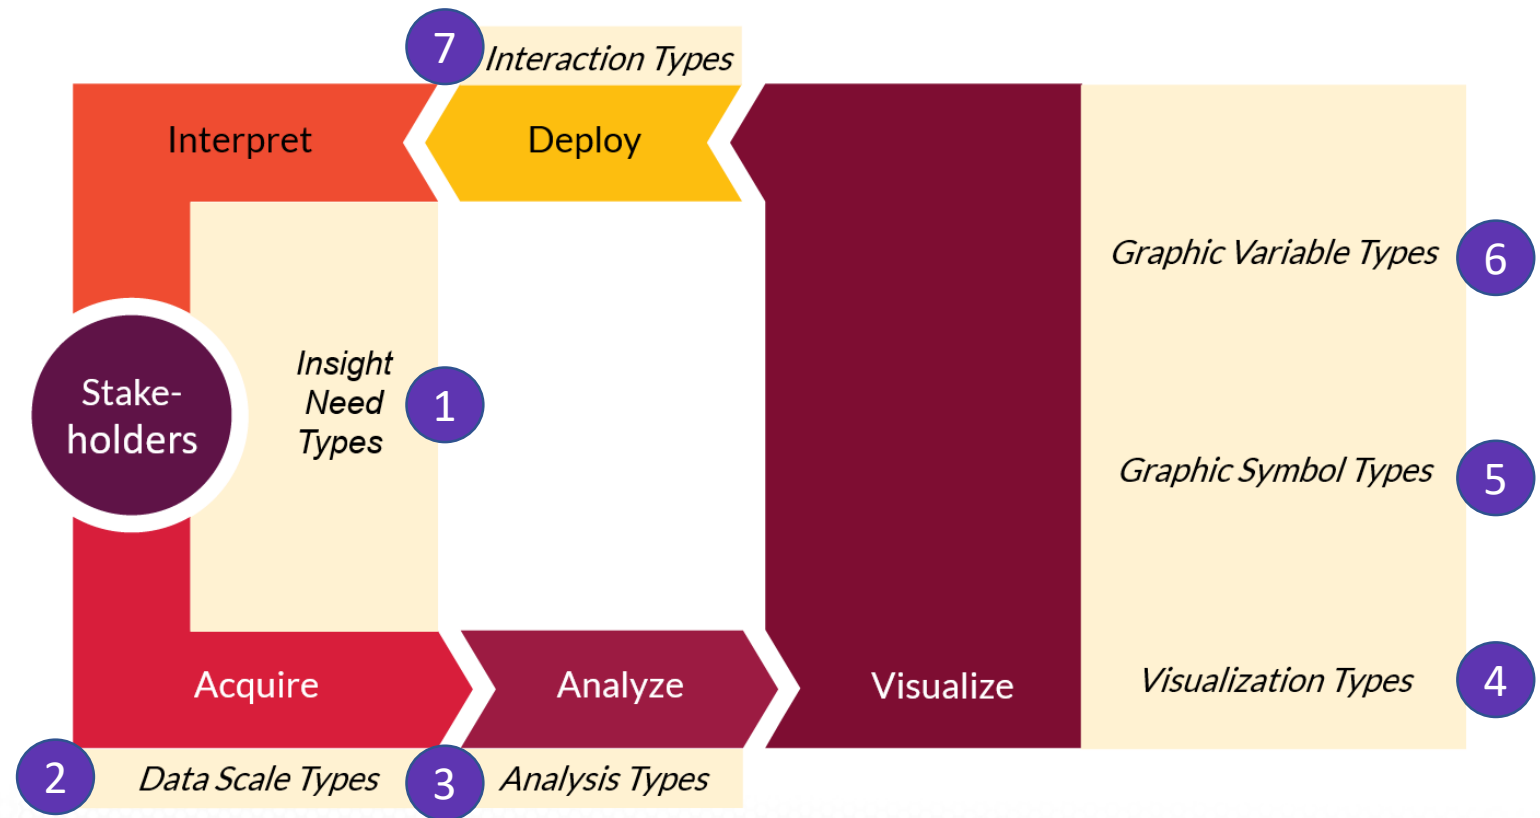 7
Interaction Types
Interpret
Deploy
Graphic Variable Types
6
Insight
Need
Types
1
Stake-
holders
Graphic Symbol Types
5
Acquire
Analyze
Visualize
Visualization Types
4
2
Data Scale Types
3
Analysis Types